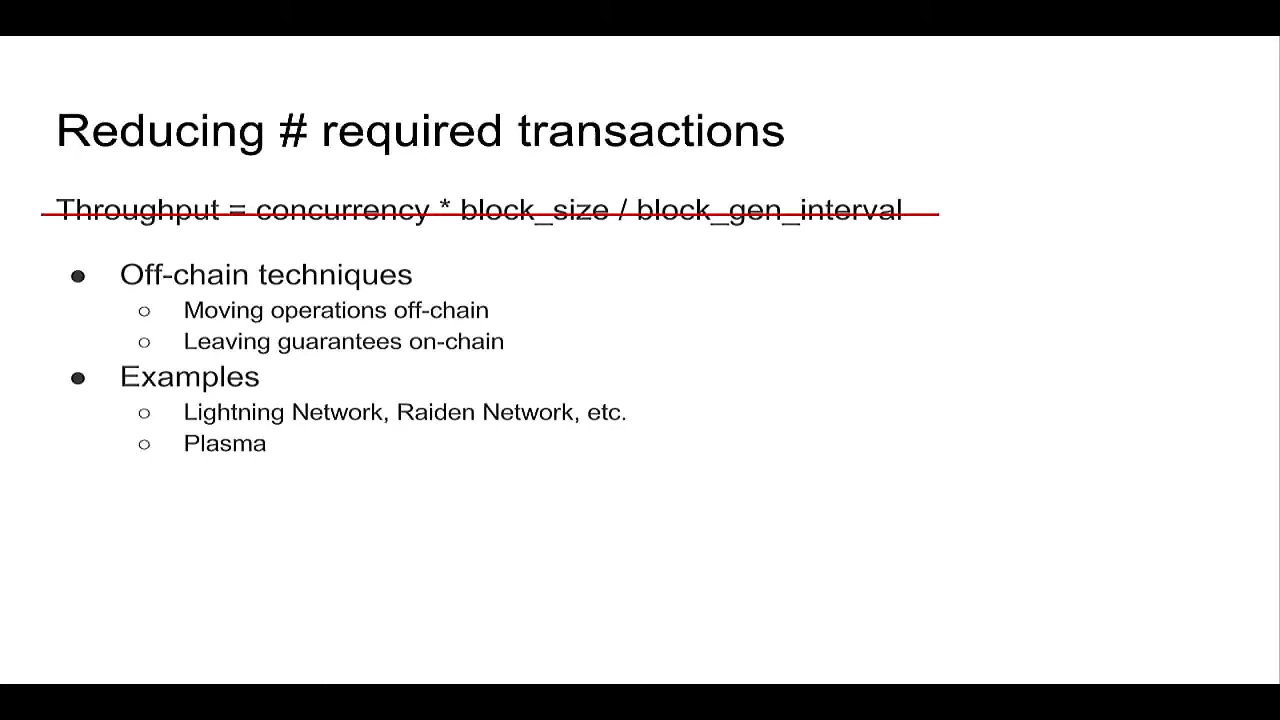 Reducing # required transactions
Throughput = concurrency * block_size / block_gen_interval
● Off-chain techniques
○ Moving operations off-chain
○ Leaving guarantees on-chain
● Examples
○ Lightning Network, Raiden Network, etc.
○ Plasma